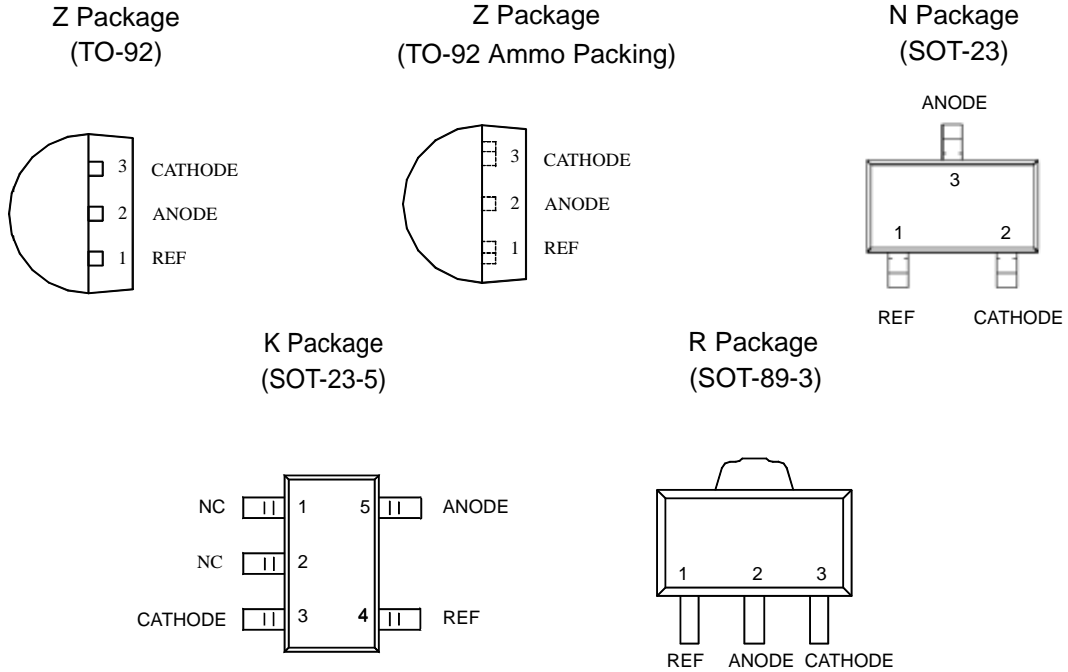 Z Package
(TO-92)
Z Package
(TO-92 Ammo Packing)
N Package
(SOT-23)
3 CATHODE
2 ANODE
1 REF
3 CATHODE
2 ANODE
1 REF
ANODE
3
1 2
REF CATHODE
K Package
(SOT-23-5)
R Package
(SOT-89-3)
NC 1 5 ANODE
NC 2
CATHODE 3 4 REF
1 2 3
REF ANODE CATHODE